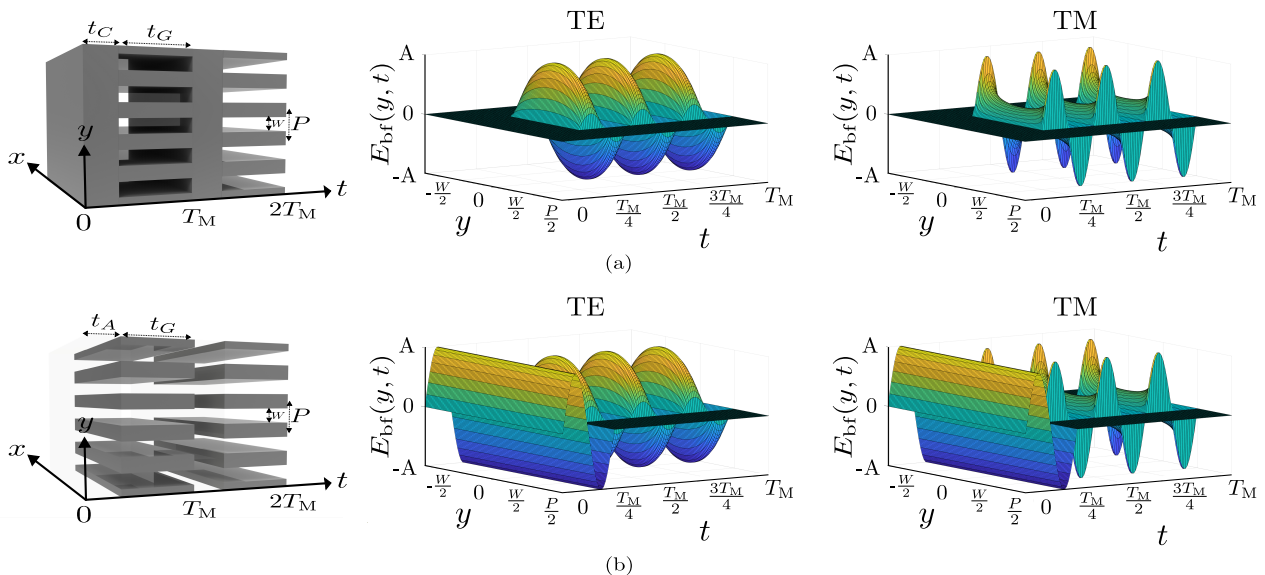 t_C t_G
W P
y
x t
0 T_M 2T_M
TE
A
0
-A
E_bf(y, t)
-W/2 0 W/2 P/2
y
0 T_M/4 T_M/2 3T_M/4 T_M
t
TM
A
0
-A
E_bf(y, t)
-W/2 0 W/2 P/2
y
0 T_M/4 T_M/2 3T_M/4 T_M
t
(a)
t_A t_G
W P
y
x t
0 T_M 2T_M
TE
A
0
-A
E_bf(y, t)
-W/2 0 W/2 P/2
y
0 T_M/4 T_M/2 3T_M/4 T_M
t
TM
A
0
-A
E_bf(y, t)
-W/2 0 W/2 P/2
y
0 T_M/4 T_M/2 3T_M/4 T_M
t
(b)